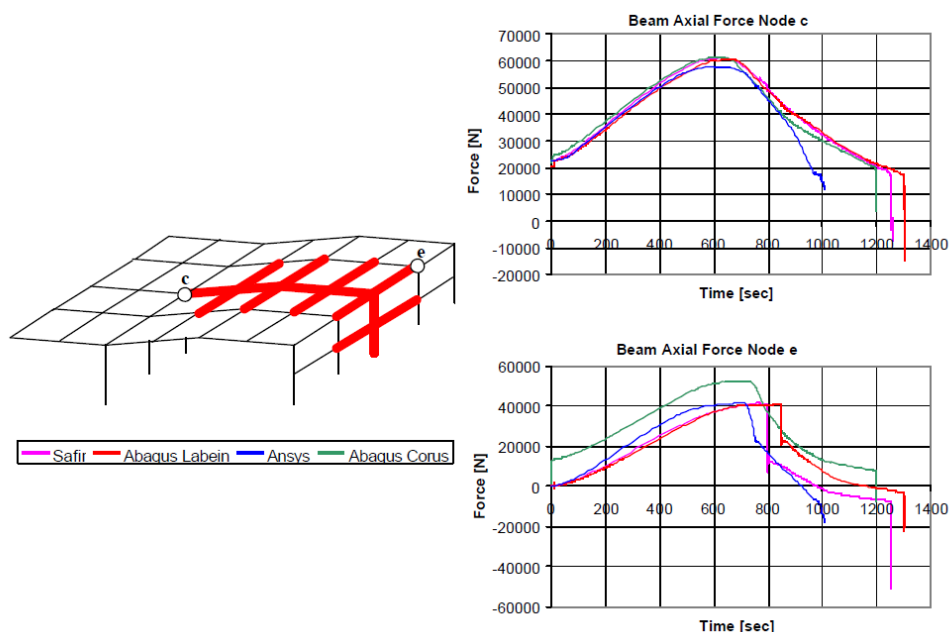 c
e
Safir
Abaqus Labein
Ansys
Abaqus Corus
Beam Axial Force Node c
Force [N]
70000
60000
50000
40000
30000
20000
10000
0
-10000
-20000
0 200 400 600 800 1000 1200 1400
Time [sec]
Beam Axial Force Node e
Force [N]
60000
40000
20000
0
-20000
-40000
-60000
0 200 400 600 800 1000 1200 1400
Time [sec]